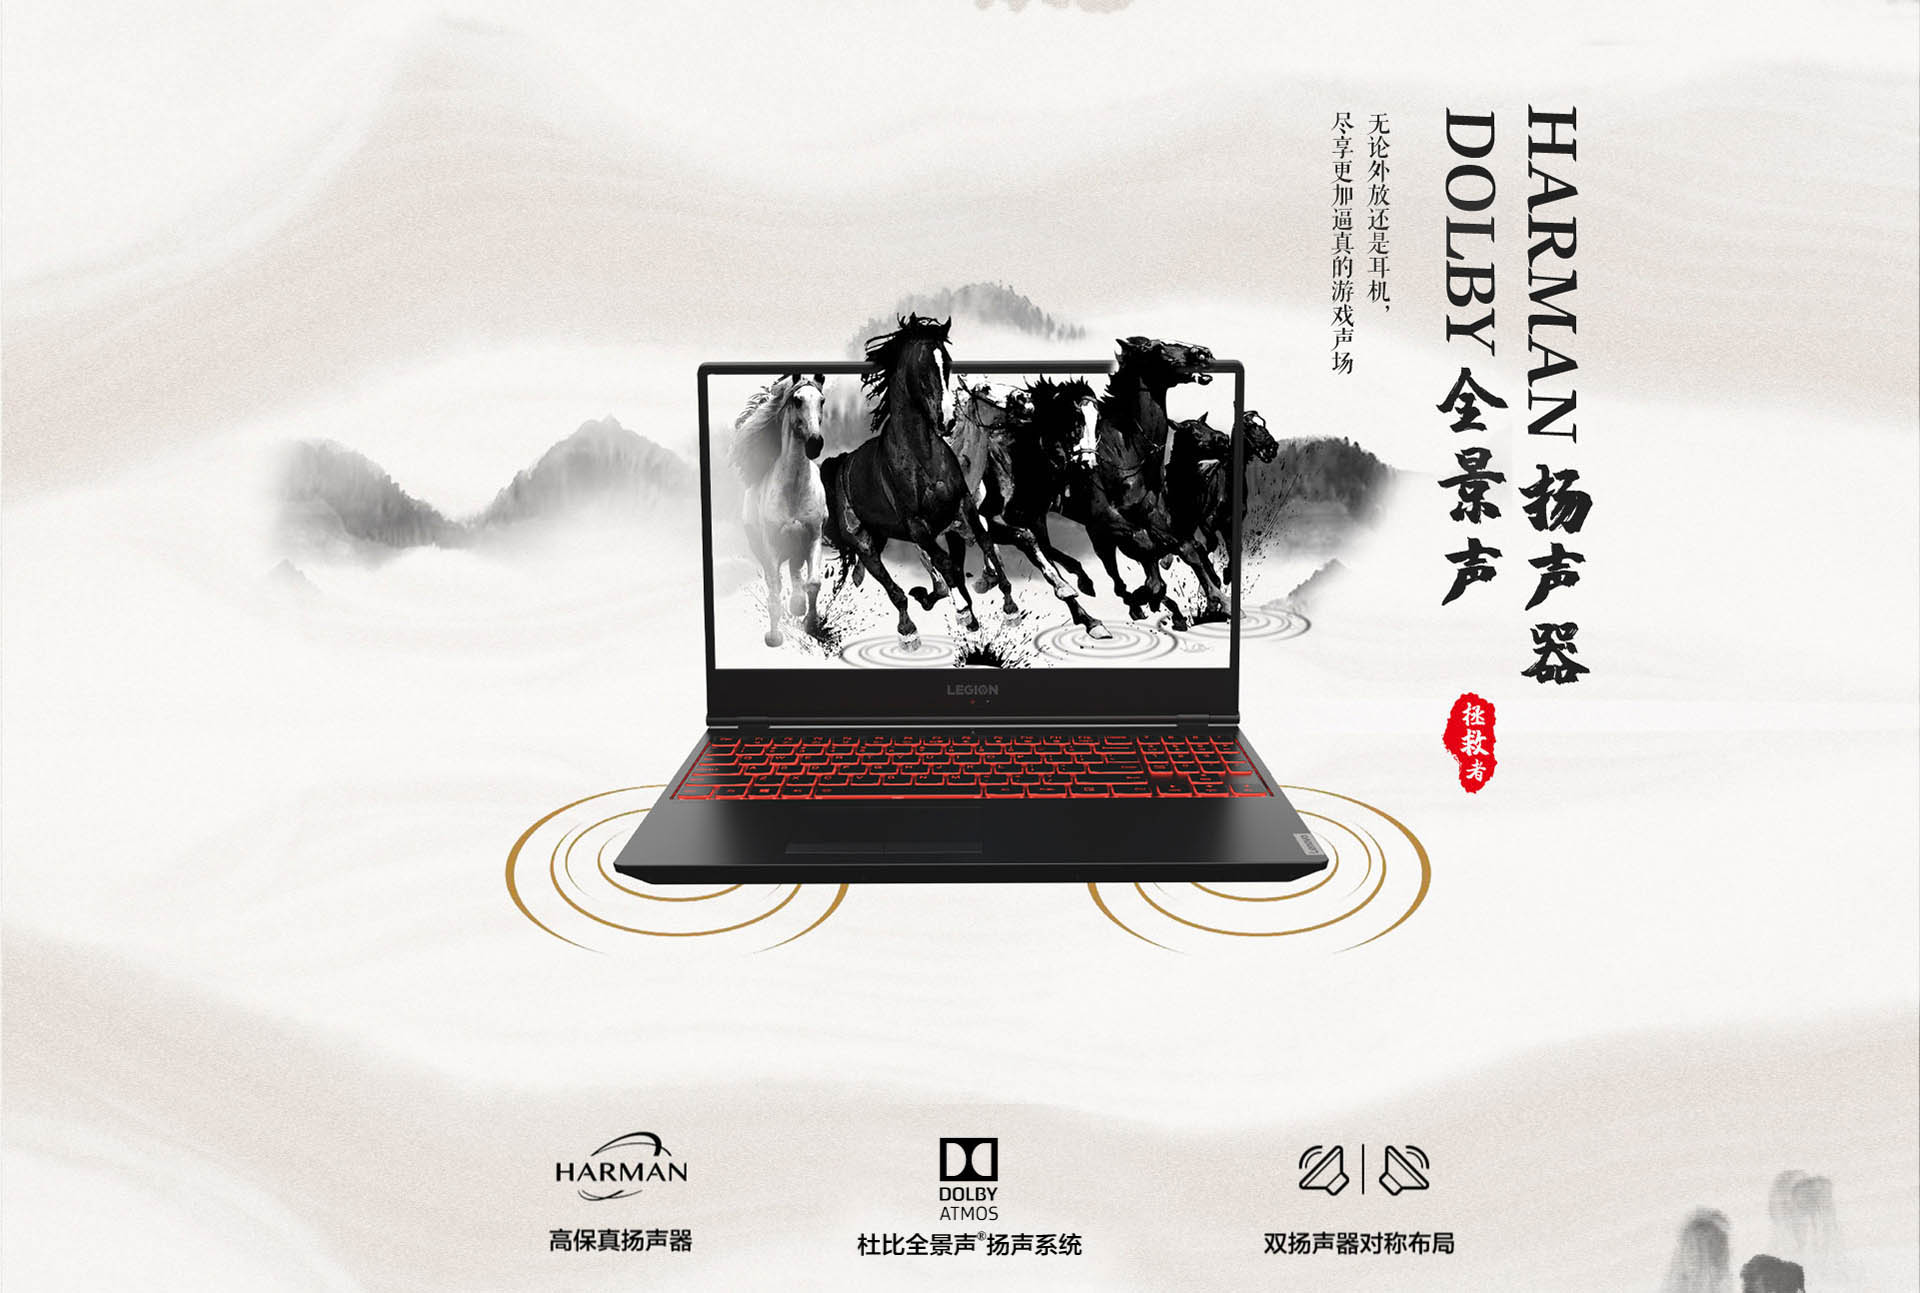 HARMAN 扬声器
DOLBY 全景声
无论外放还是耳机，
尽享更加逼真的游戏声场
拯救者
LEGION
Lenovo
HARMAN
高保真扬声器
DOLBY
ATMOS
杜比全景声®扬声系统
双扬声器对称布局